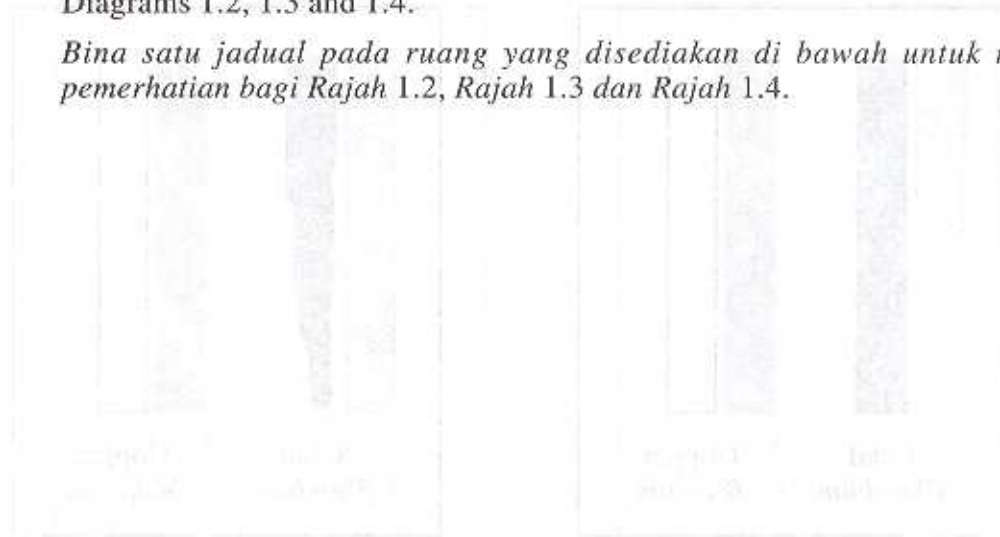 Diagrams 1.2, 1.3 and 1.4.
Bina satu jadual pada ruang yang disediakan di bawah untuk
pemerhatian bagi Rajah 1.2, Rajah 1.3 dan Rajah 1.4.